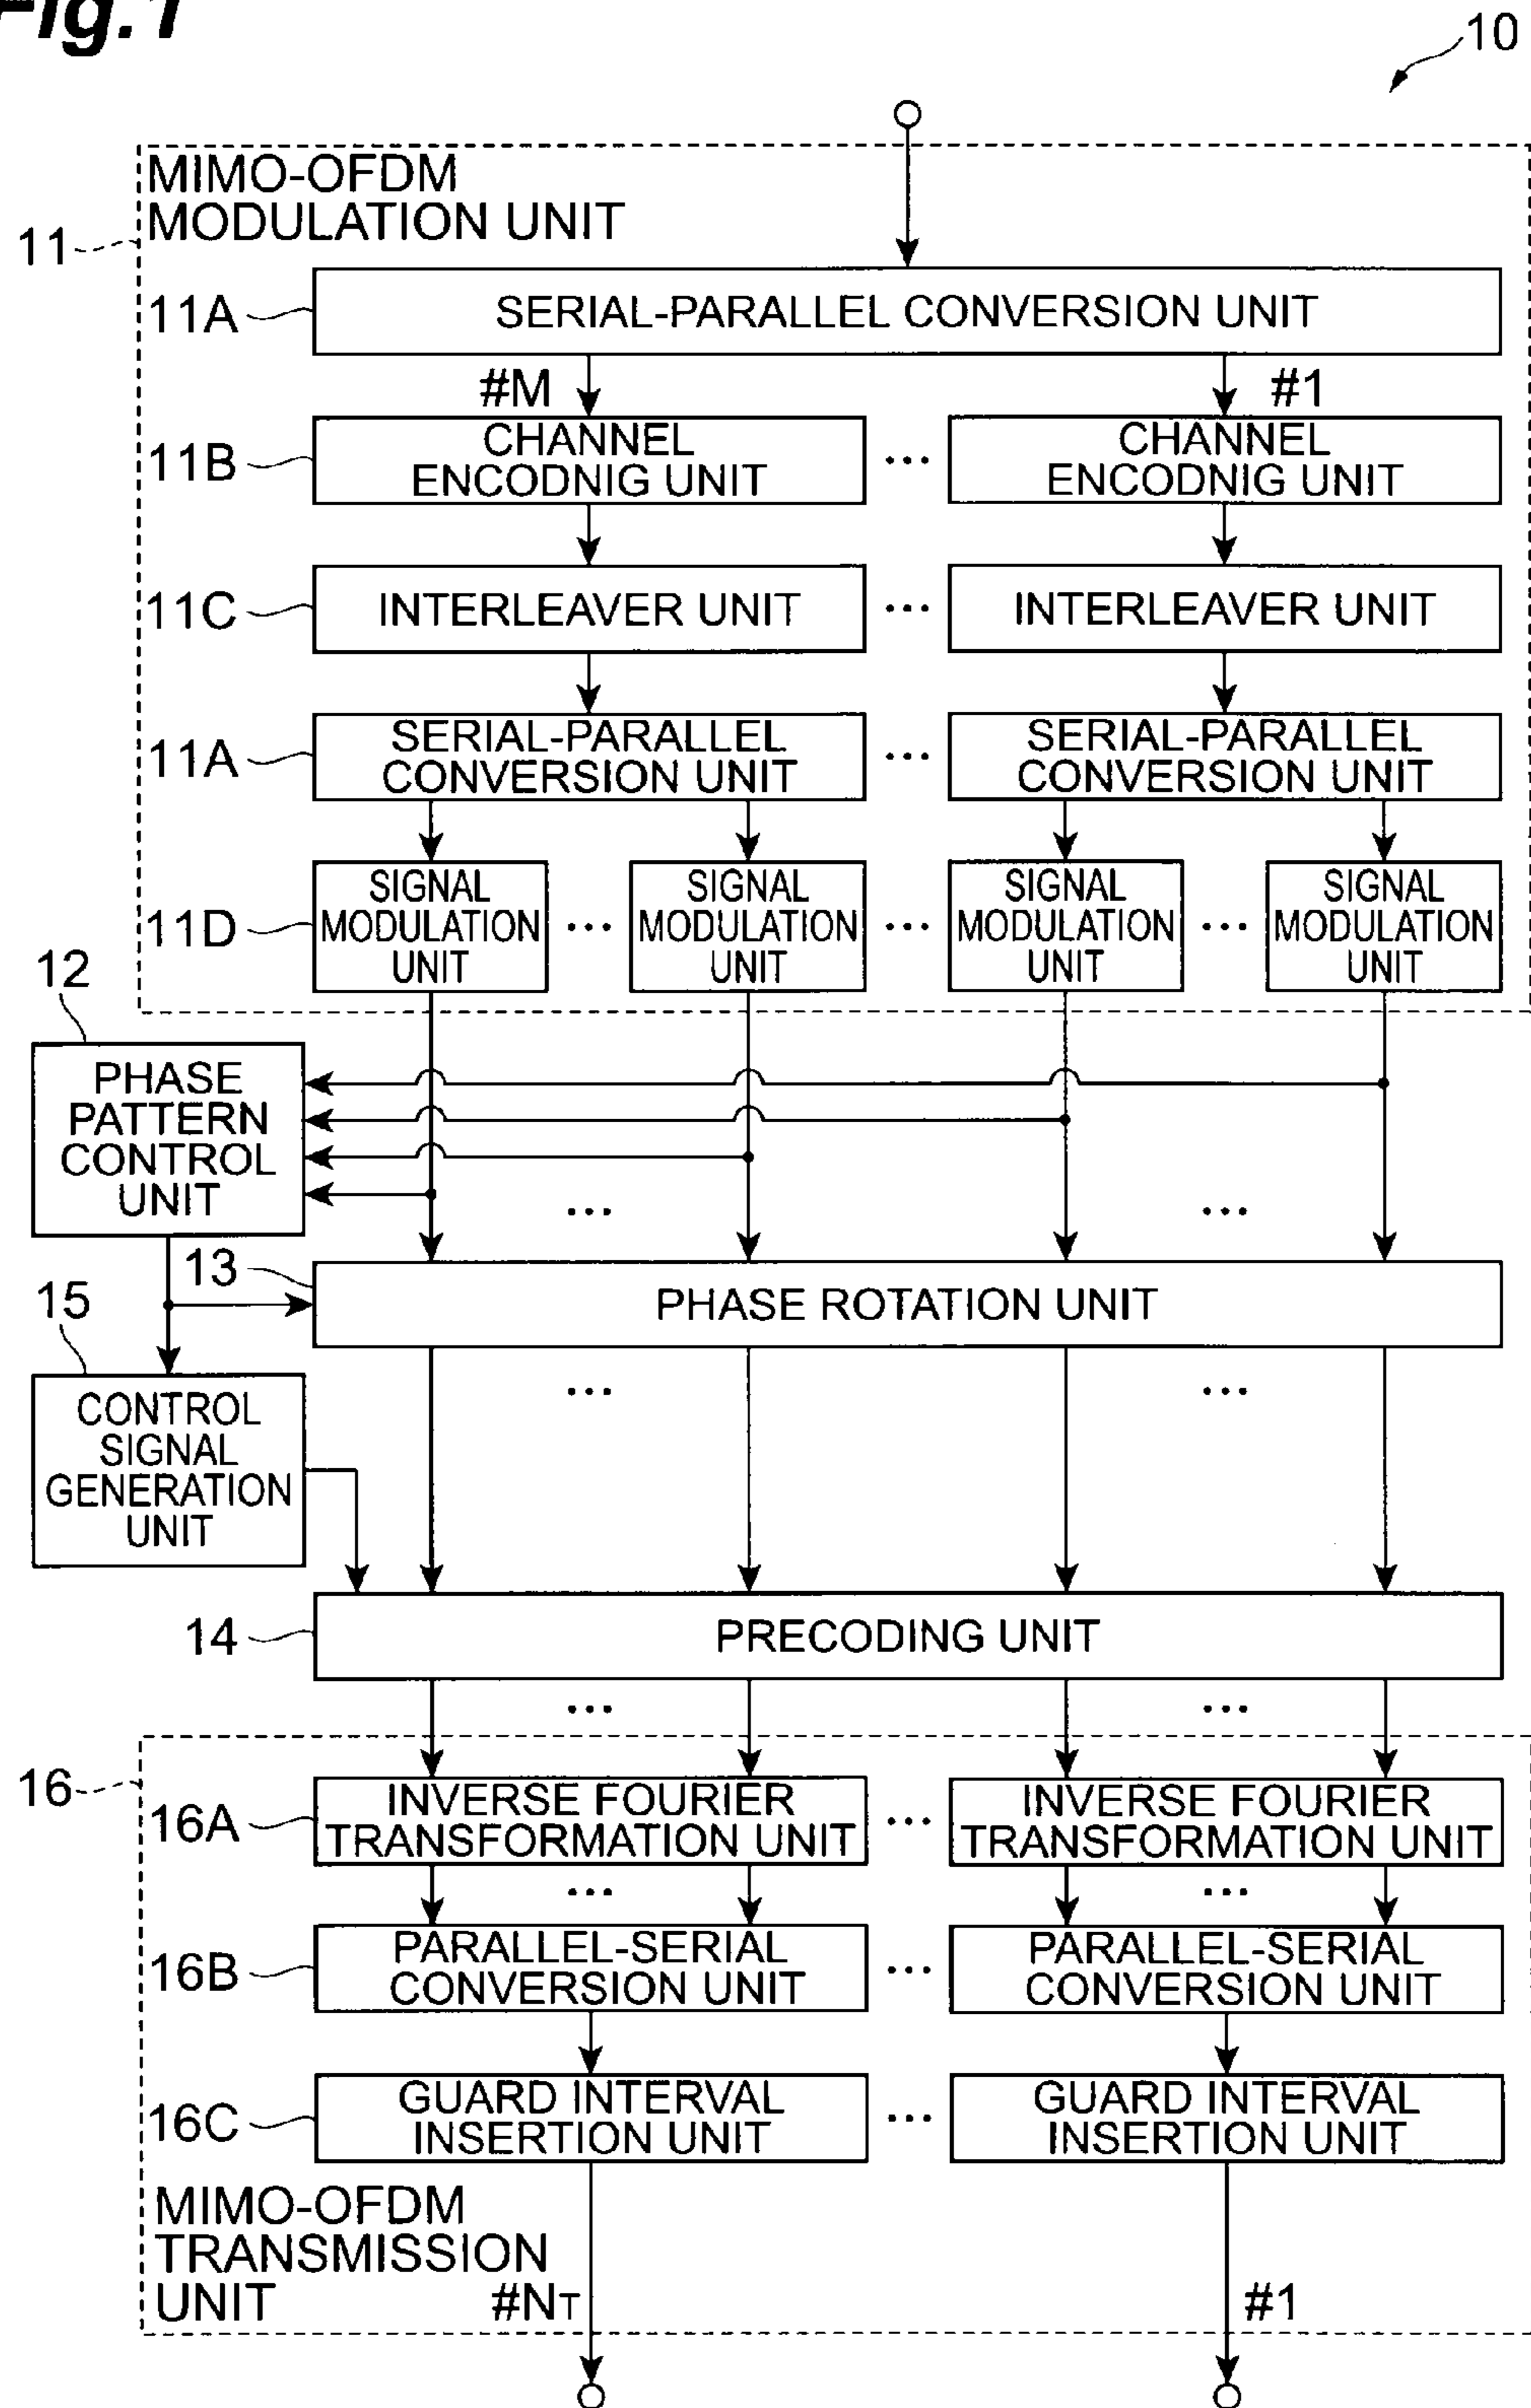 Fig.1
10
MIMO-OFDM
MODULATION UNIT
11
11A
SERIAL-PARALLEL CONVERSION UNIT
#M
#1
11B
CHANNEL
ENCODNIG UNIT
...
CHANNEL
ENCODNIG UNIT
11C
INTERLEAVER UNIT
...
INTERLEAVER UNIT
11A
SERIAL-PARALLEL
CONVERSION UNIT
...
SERIAL-PARALLEL
CONVERSION UNIT
11D
SIGNAL
MODULATION
UNIT
...
SIGNAL
MODULATION
UNIT
...
SIGNAL
MODULATION
UNIT
...
SIGNAL
MODULATION
UNIT
12
PHASE
PATTERN
CONTROL
UNIT
...
...
13
PHASE ROTATION UNIT
15
CONTROL
SIGNAL
GENERATION
UNIT
...
...
14
PRECODING UNIT
...
...
16
16A
INVERSE FOURIER
TRANSFORMATION UNIT
...
INVERSE FOURIER
TRANSFORMATION UNIT
...
...
16B
PARALLEL-SERIAL
CONVERSION UNIT
...
PARALLEL-SERIAL
CONVERSION UNIT
16C
GUARD INTERVAL
INSERTION UNIT
...
GUARD INTERVAL
INSERTION UNIT
MIMO-OFDM
TRANSMISSION
UNIT
#NT
#1